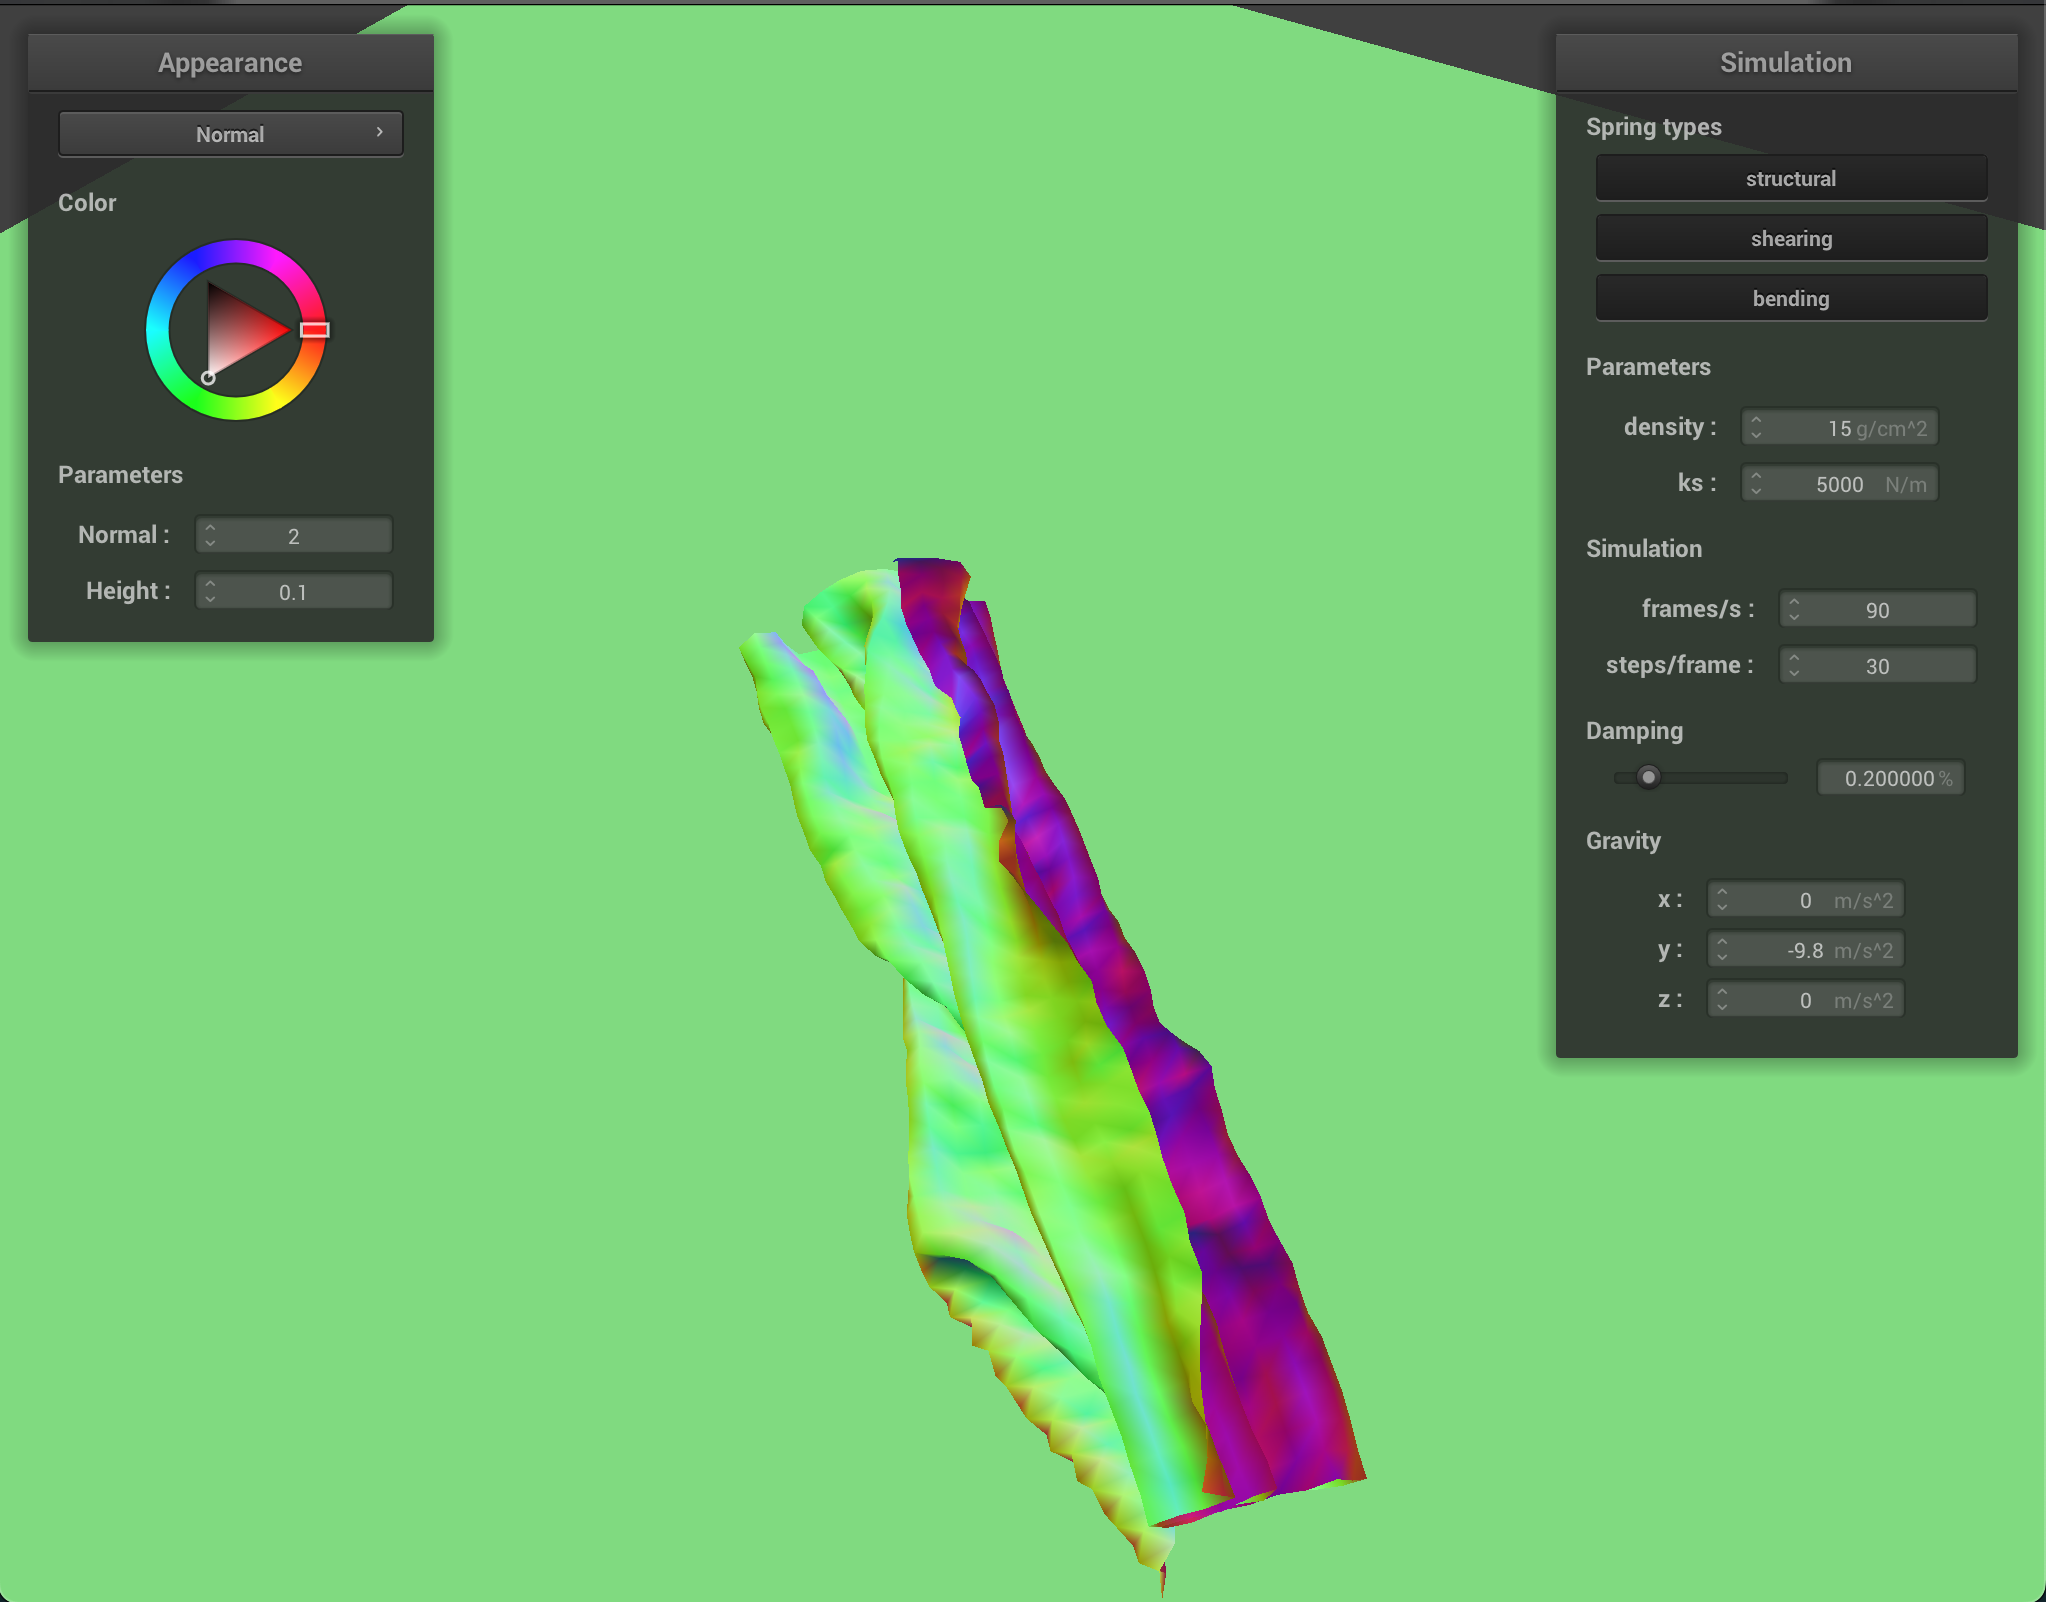 Appearance
Normal
Color
Parameters
Normal : 2
Height : 0.1
Simulation
Spring types
structural
shearing
bending
Parameters
density : 15 g/cm^2
ks : 5000 N/m
Simulation
frames/s : 90
steps/frame : 30
Damping
0.200000 %
Gravity
x : 0 m/s^2
y : -9.8 m/s^2
z : 0 m/s^2